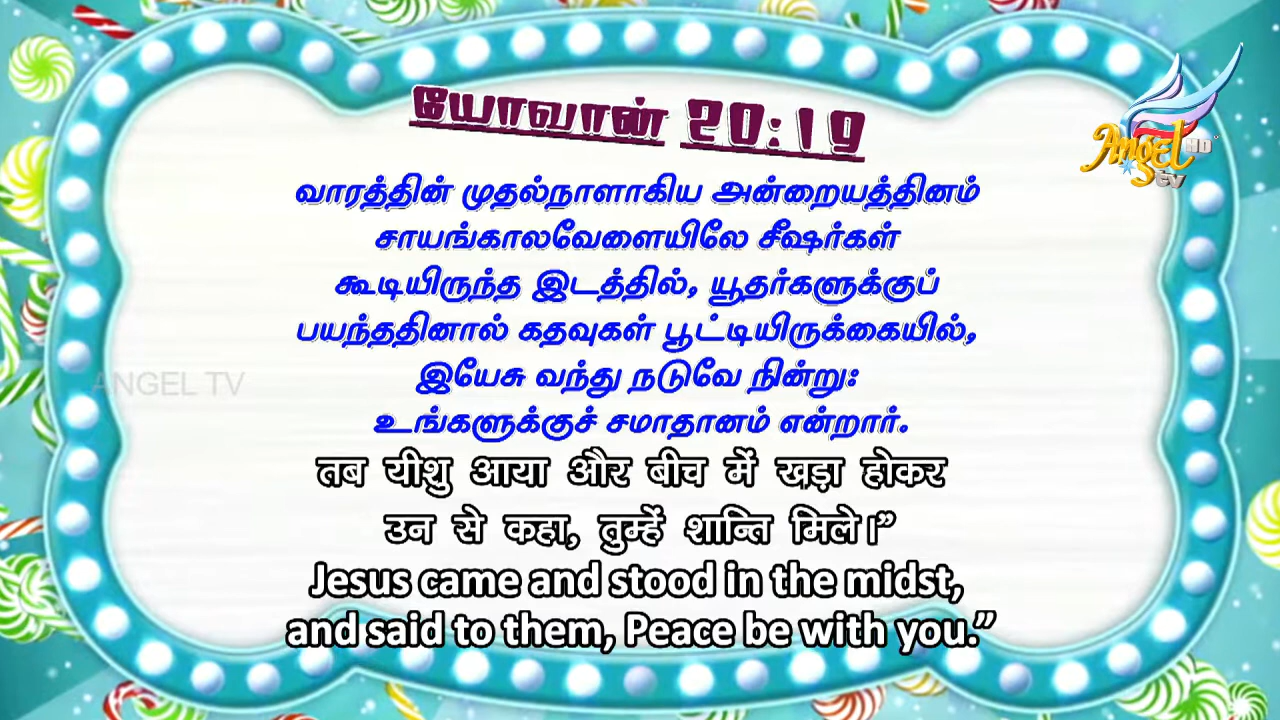 யோவான் 20:19
Angel HD
tv
வாரத்தின் முதல்நாளாகிய அன்றையத்தினம்
சாயங்காலவேளையிலே சீஷர்கள்
கூடியிருந்த இடத்தில், யூதர்களுக்குப்
பயந்ததினால் கதவுகள் பூட்டியிருக்கையில்,
இயேசு வந்து நடுவே நின்று:
உங்களுக்குச் சமாதானம் என்றார்.
ANGEL TV
तब यीशु आया और बीच में खड़ा होकर
उन से कहा, तुम्हें शान्ति मिले।”
Jesus came and stood in the midst,
and said to them, Peace be with you.”